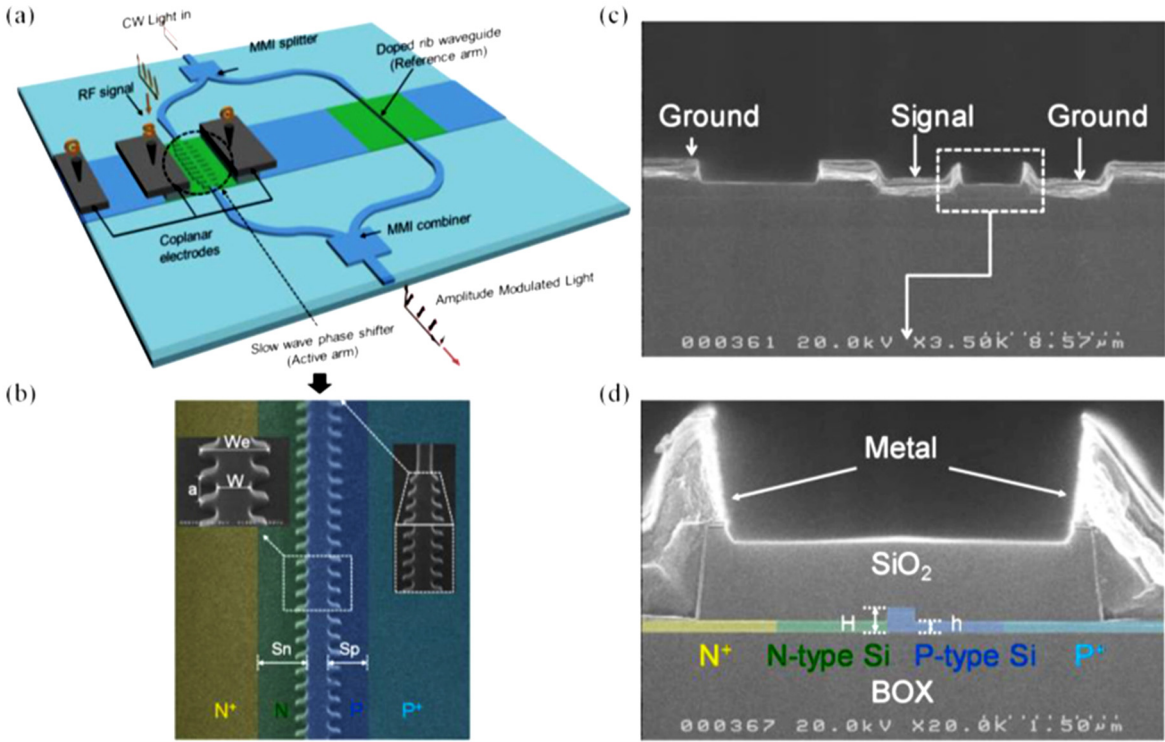 (a)
CW Light in
MMI splitter
Doped rib waveguide
(Reference arm)
RF signal
G
S
G
MMI combiner
Coplanar
electrodes
Amplitude Modulated Light
Slow wave phase shifter
(Active arm)
(b)
We
W
a
Sn
Sp
N+
N
P
P+
(c)
Ground
Signal
Ground
000361 20.0kV X3.50K 8.57µm
(d)
Metal
SiO2
H
h
N+
N-type Si
P-type Si
P+
BOX
000367 20.0kV X20.0K 1.50µm